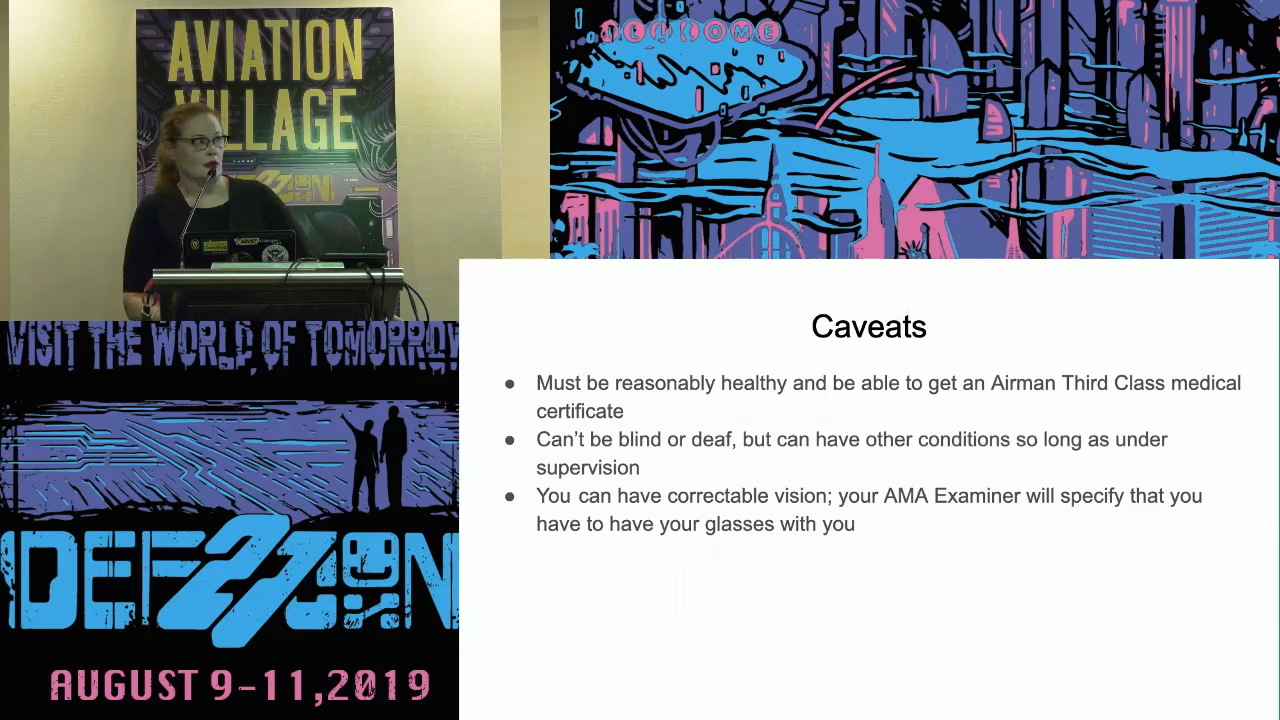 AVIATION
VILLAGE
WELCOME
VISIT THE WORLD OF TOMORROW
DEFCON
27
AUGUST 9-11,2019
Caveats
● Must be reasonably healthy and be able to get an Airman Third Class medical
certificate
● Can’t be blind or deaf, but can have other conditions so long as under
supervision
● You can have correctable vision; your AMA Examiner will specify that you
have to have your glasses with you